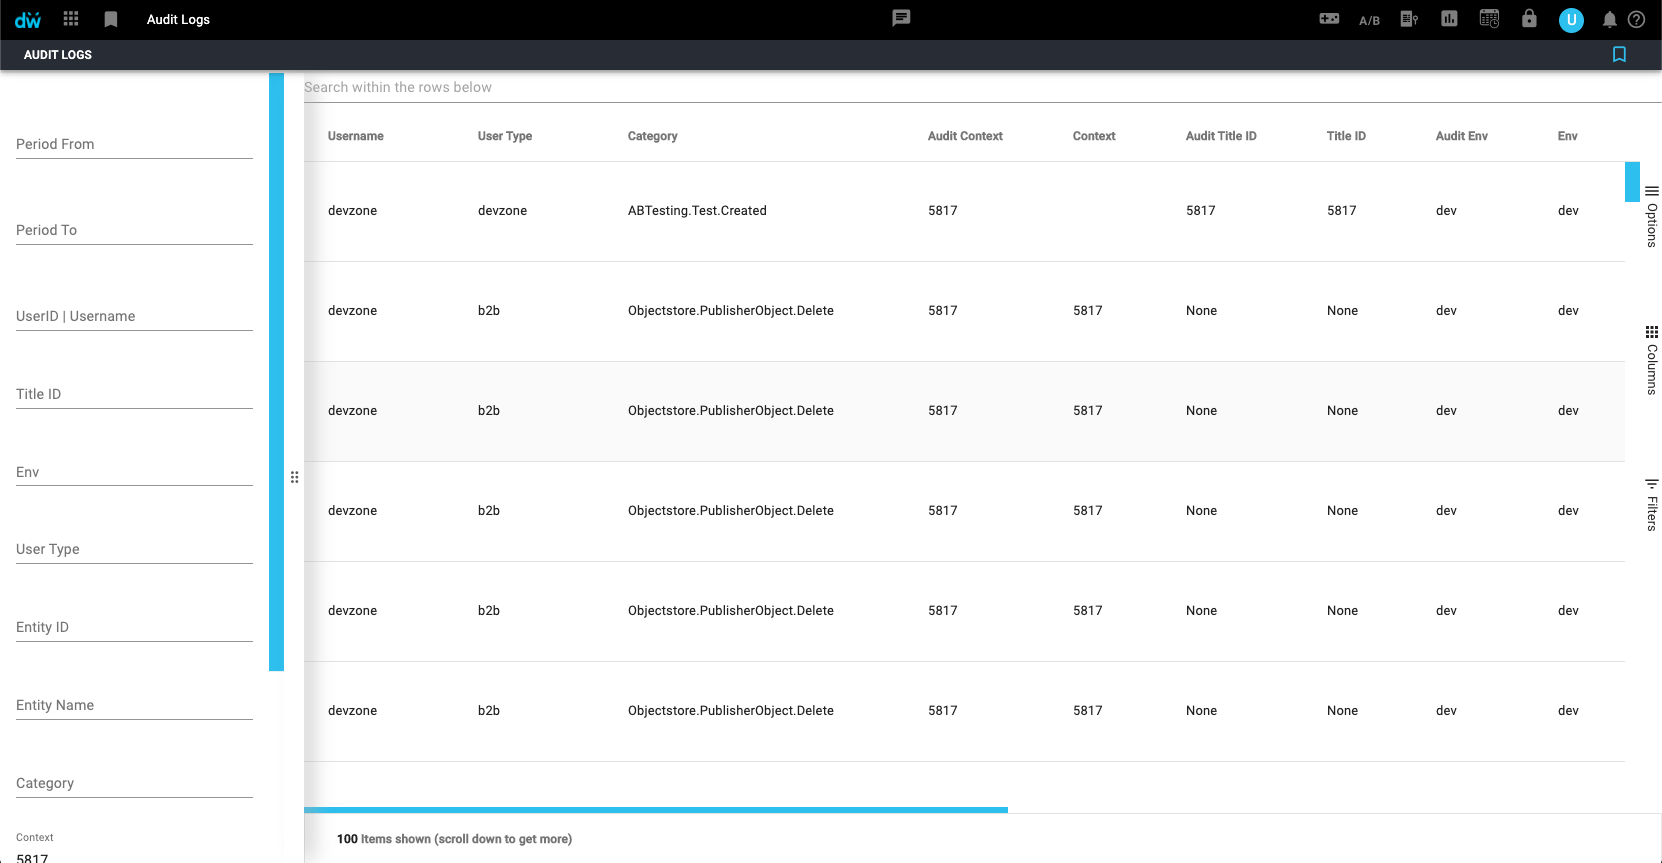 dw Audit Logs A/B U
AUDIT LOGS
Search within the rows below
Period From
Period To
UserID | Username
Title ID
Env
User Type
Entity ID
Entity Name
Category
Context
5817
Username User Type Category Audit Context Context Audit Title ID Title ID Audit Env Env
devzone devzone ABTesting.Test.Created 5817 5817 5817 dev dev
devzone b2b Objectstore.PublisherObject.Delete 5817 5817 None None dev dev
devzone b2b Objectstore.PublisherObject.Delete 5817 5817 None None dev dev
devzone b2b Objectstore.PublisherObject.Delete 5817 5817 None None dev dev
devzone b2b Objectstore.PublisherObject.Delete 5817 5817 None None dev dev
devzone b2b Objectstore.PublisherObject.Delete 5817 5817 None None dev dev
100 Items shown (scroll down to get more)
Options
Columns
Filters